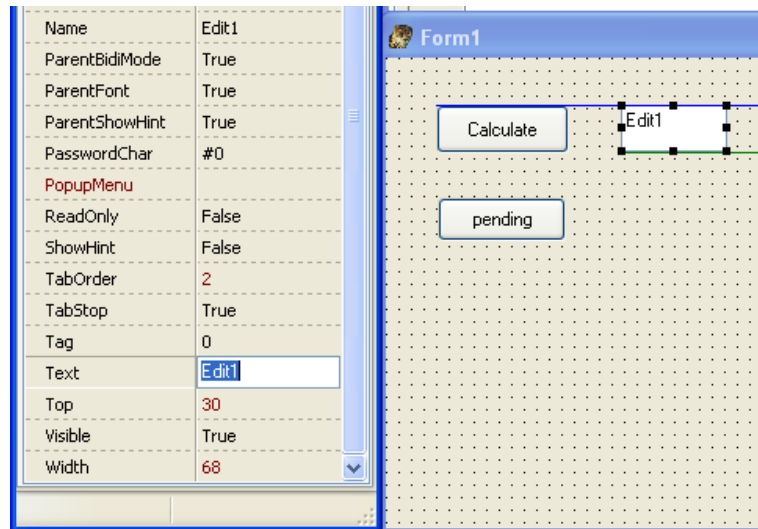 Name Edit1
ParentBidiMode True
ParentFont True
ParentShowHint True
PasswordChar #0
PopupMenu
ReadOnly False
ShowHint False
TabOrder 2
TabStop True
Tag 0
Text Edit1
Top 30
Visible True
Width 68
Form1
Calculate Edit1
pending